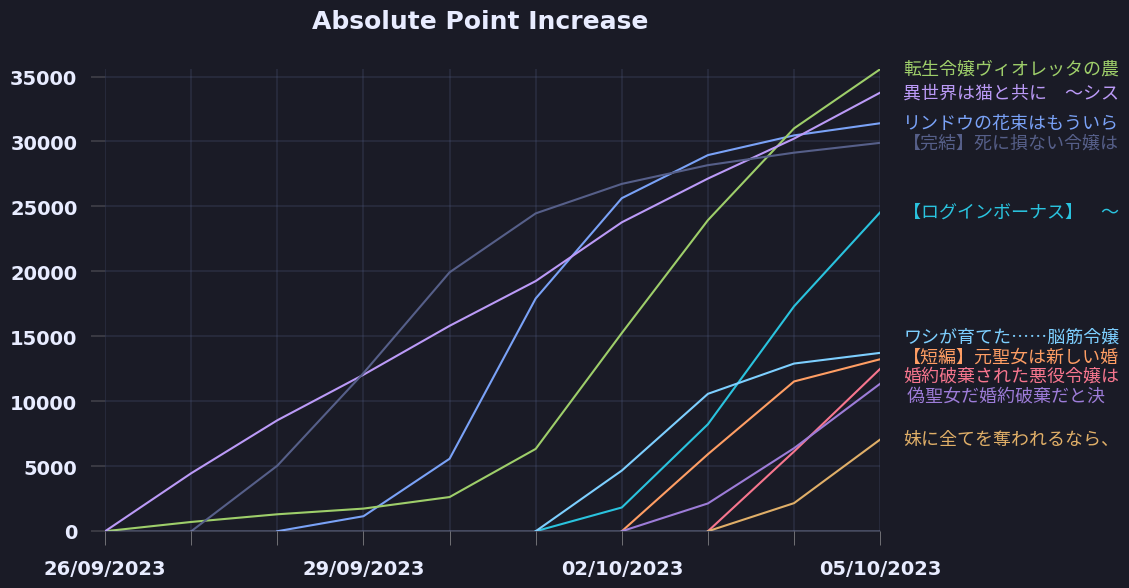 Absolute Point Increase
35000
30000
25000
20000
15000
10000
5000
0
26/09/2023
29/09/2023
02/10/2023
05/10/2023
転生令嬢ヴィオレッタの農
異世界は猫と共に　～シス
リンドウの花束はもういら
【完結】死に損ない令嬢は
【ログインボーナス】　～
ワシが育てた……脳筋令嬢
【短編】元聖女は新しい婚
婚約破棄された悪役令嬢は
偽聖女だ婚約破棄だと決
妹に全てを奪われるなら、